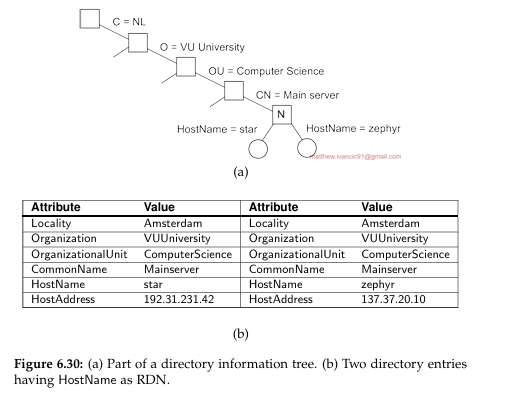 C = NL
O = VU University
OU = Computer Science
CN = Main server
N
HostName = star
HostName = zephyr
matthew.ivancic91@gmail.com
(a)
Attribute Value Attribute Value
Locality Amsterdam Locality Amsterdam
Organization VUUniversity Organization VUUniversity
OrganizationalUnit ComputerScience OrganizationalUnit ComputerScience
CommonName Mainserver CommonName Mainserver
HostName star HostName zephyr
HostAddress 192.31.231.42 HostAddress 137.37.20.10
(b)
Figure 6.30: (a) Part of a directory information tree. (b) Two directory entries
having HostName as RDN.